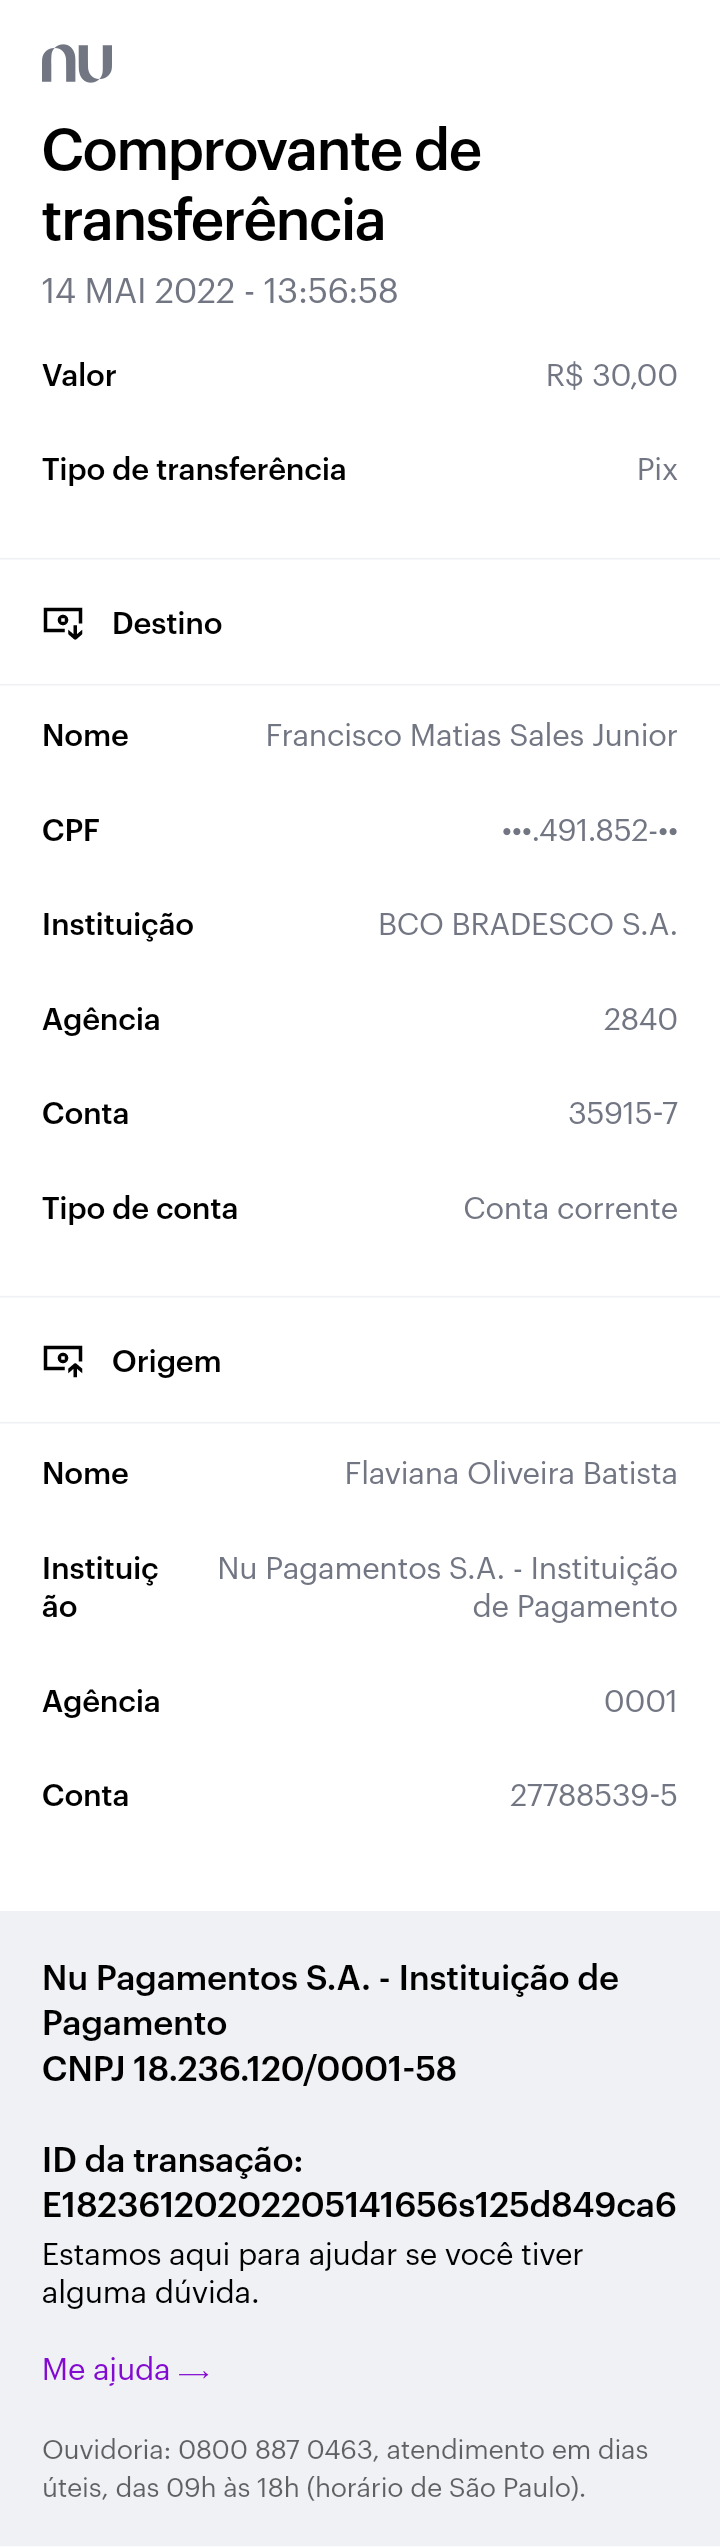 nu
Comprovante de
transferência
14 MAI 2022 - 13:56:58
Valor R$ 30,00
Tipo de transferência Pix
Destino
Nome Francisco Matias Sales Junior
CPF •••.491.852-••
Instituição BCO BRADESCO S.A.
Agência 2840
Conta 35915-7
Tipo de conta Conta corrente
Origem
Nome Flaviana Oliveira Batista
Instituiç Nu Pagamentos S.A. - Instituição
ão de Pagamento
Agência 0001
Conta 27788539-5
Nu Pagamentos S.A. - Instituição de
Pagamento
CNPJ 18.236.120/0001-58
ID da transação:
E18236120202205141656s125d849ca6
Estamos aqui para ajudar se você tiver
alguma dúvida.
Me ajuda →
Ouvidoria: 0800 887 0463, atendimento em dias
úteis, das 09h às 18h (horário de São Paulo).